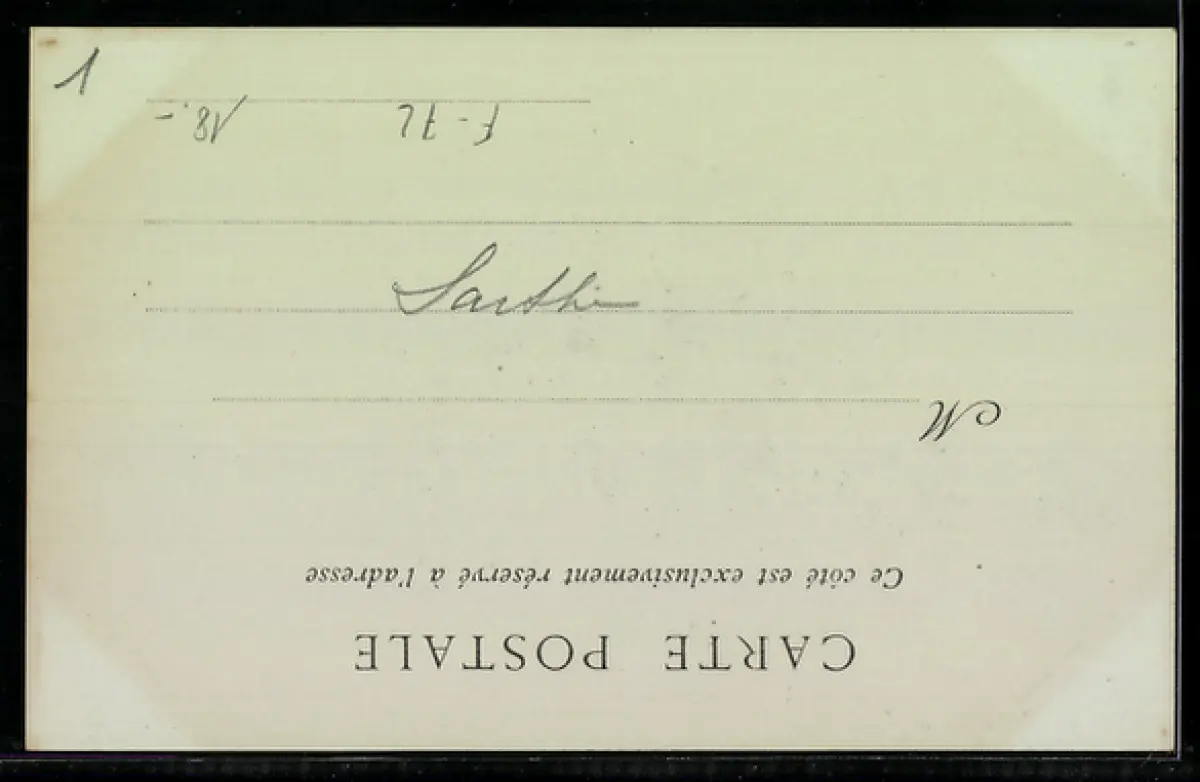 CARTE POSTALE
Ce côté est exclusivement réservé à l'adresse
M
Sarthe
F - 72 18.-
1